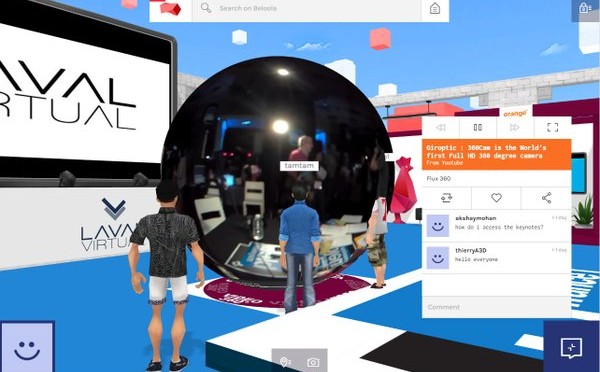 Search on Beloola
LAVAL
VIRTUAL
orange
Giroptic : 360Cam is the World's
first Full HD 360 degree camera
from Youtube
Flux 360
tamtam
akshaymohan
how do i access the keynotes?
thierryA3D
hello everyone
Comment
LAVAL
VIRTUAL